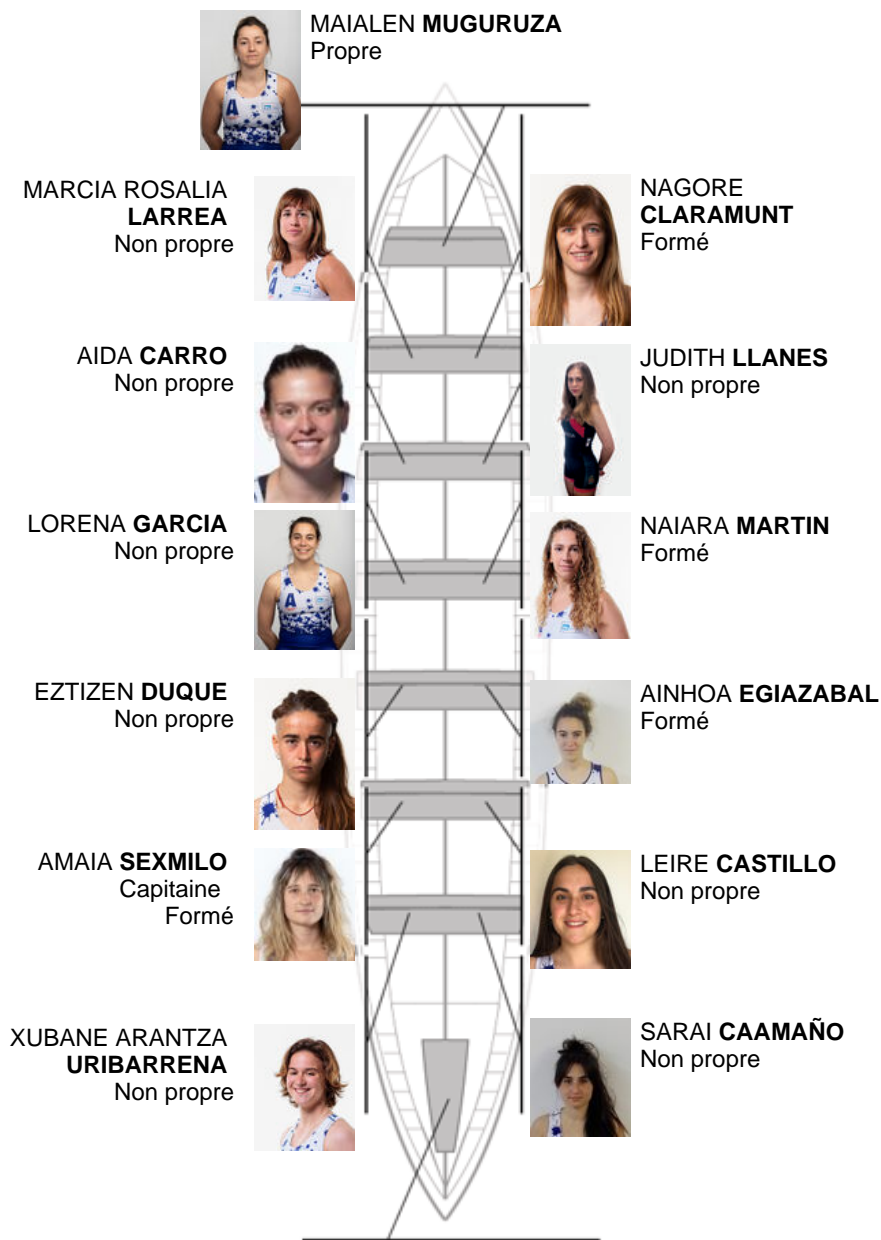 MAIALEN MUGURUZA
Propre
MARCIA ROSALIA
LARREA
Non propre
NAGORE
CLARAMUNT
Formé
AIDA CARRO
Non propre
JUDITH LLANES
Non propre
LORENA GARCIA
Non propre
NAIARA MARTIN
Formé
EZTIZEN DUQUE
Non propre
AINHOA EGIAZABAL
Formé
AMAIA SEXMILO
Capitaine
Formé
LEIRE CASTILLO
Non propre
XUBANE ARANTZA
URIBARRENA
Non propre
SARAI CAAMAÑO
Non propre